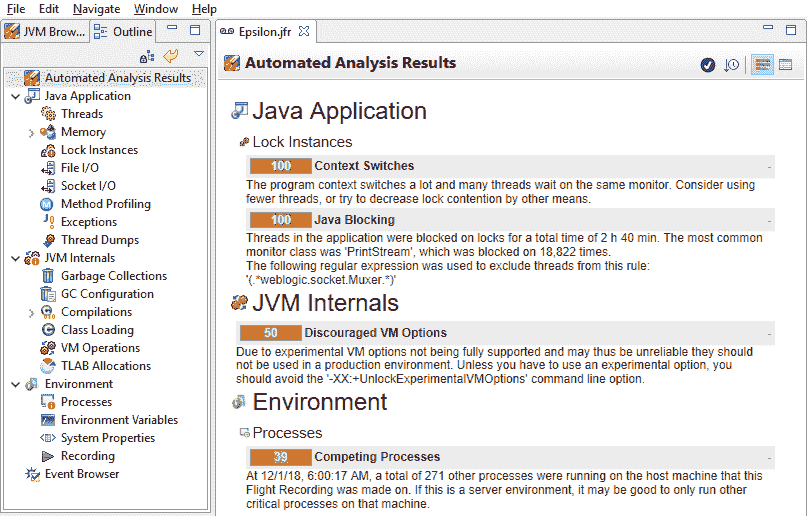 File Edit Navigate Window Help
JVM Brow... Outline
Automated Analysis Results
Java Application
Threads
Memory
Lock Instances
File I/O
Socket I/O
Method Profiling
Exceptions
Thread Dumps
JVM Internals
Garbage Collections
GC Configuration
Compilations
Class Loading
VM Operations
TLAB Allocations
Environment
Processes
Environment Variables
System Properties
Recording
Event Browser
Epsilon.jfr
Automated Analysis Results
Java Application
Lock Instances
100 Context Switches -
The program context switches a lot and many threads wait on the same monitor. Consider using
fewer threads, or try to decrease lock contention by other means.
100 Java Blocking -
Threads in the application were blocked on locks for a total time of 2 h 40 min. The most common
monitor class was 'PrintStream', which was blocked on 18,822 times.
The following regular expression was used to exclude threads from this rule:
'(.*weblogic.socket.Muxer.*)'
JVM Internals
50 Discouraged VM Options -
Due to experimental VM options not being fully supported and may thus be unreliable they should
not be used in a production environment. Unless you have to use an experimental option, you
should avoid the '-XX:+UnlockExperimentalVMOptions' command line option.
Environment
Processes
39 Competing Processes -
At 12/1/18, 6:00:17 AM, a total of 271 other processes were running on the host machine that this
Flight Recording was made on. If this is a server environment, it may be good to only run other
critical processes on that machine.